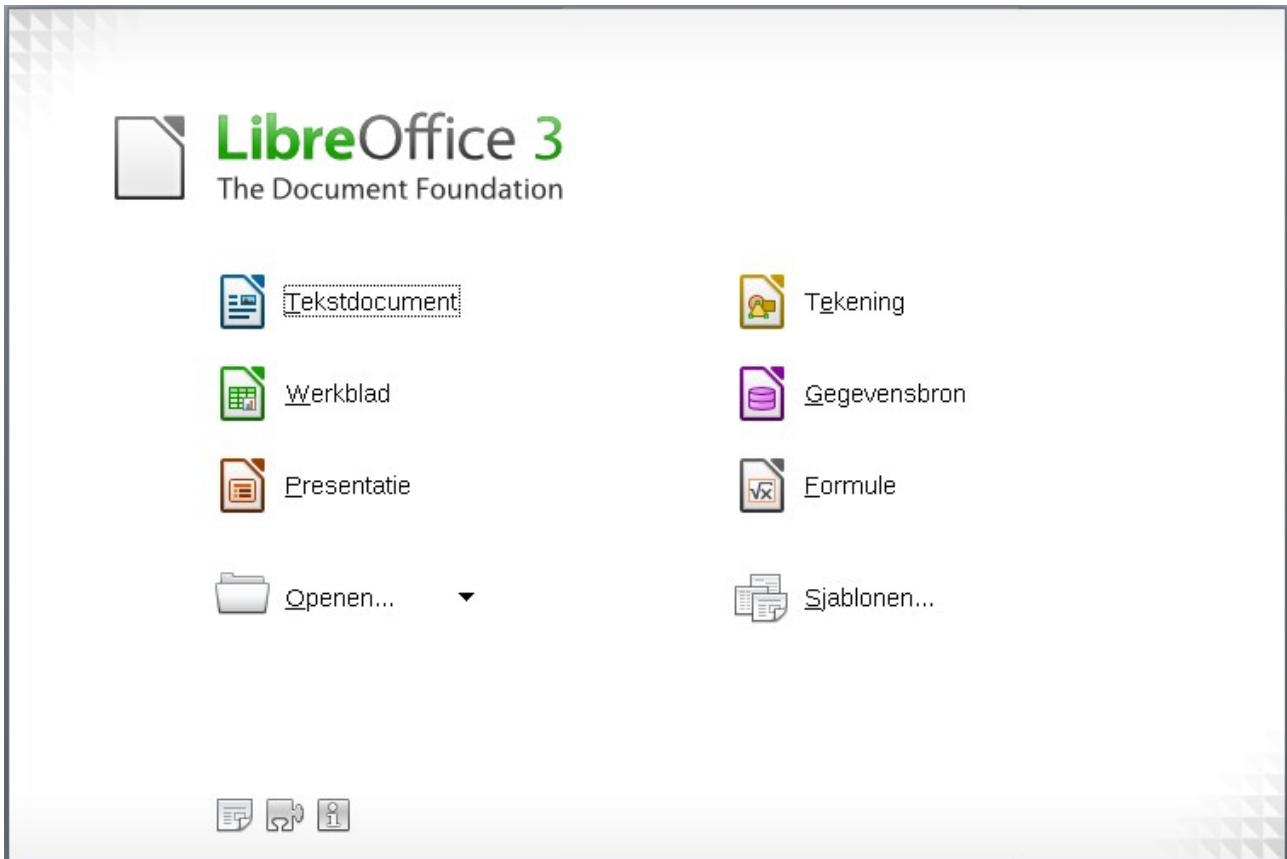 LibreOffice 3
The Document Foundation
Tekstdocument
Tekening
Werkblad
Gegevensbron
Presentatie
Formule
Openen...
Sjablonen...